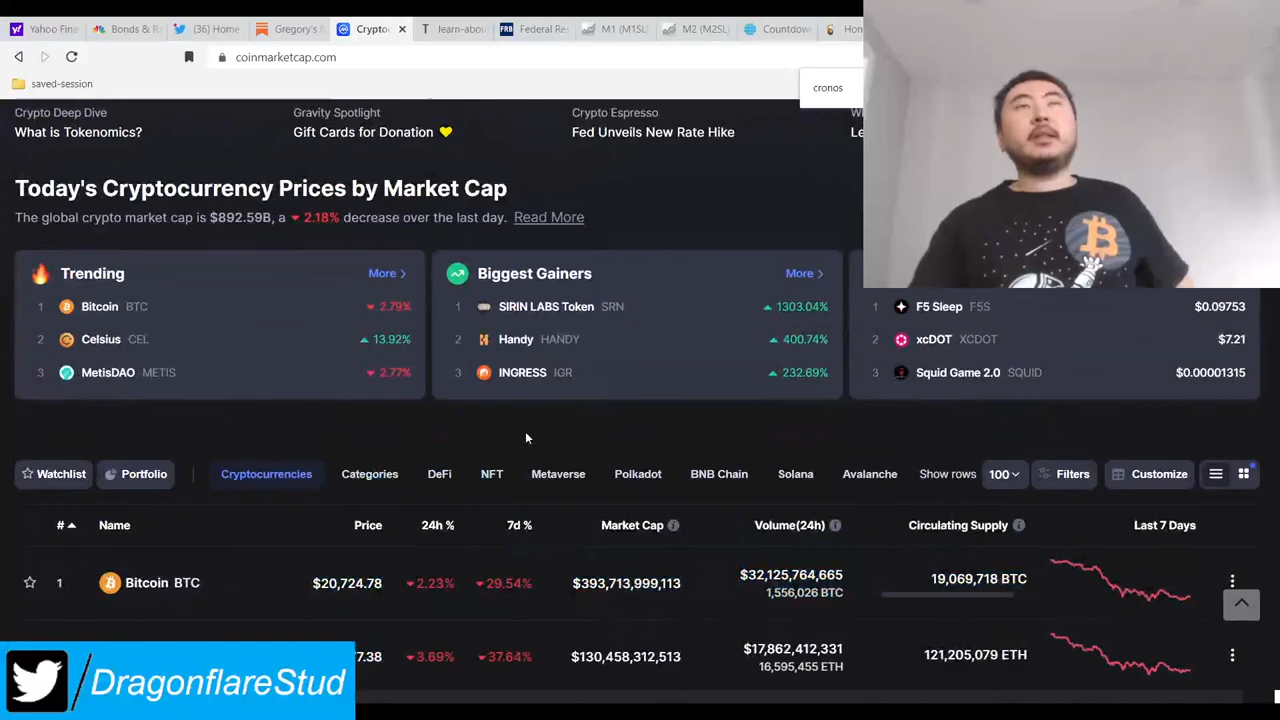 Yahoo Fina
Bonds & Ra
(36) Home
Gregory's N
Crypto
learn-abou
Federal Res
M1 (M1SL)
M2 (M2SL)
Countdow
Hon
coinmarketcap.com
saved-session
cronos
Crypto Deep Dive
What is Tokenomics?
Gravity Spotlight
Gift Cards for Donation
Crypto Espresso
Fed Unveils New Rate Hike
Today's Cryptocurrency Prices by Market Cap
The global crypto market cap is $892.59B, a 2.18% decrease over the last day. Read More
Trending
More
1 Bitcoin BTC 2.79%
2 Celsius CEL 13.92%
3 MetisDAO METIS 2.77%
Biggest Gainers
More
1 SIRIN LABS Token SRN 1303.04%
2 Handy HANDY 400.74%
3 INGRESS IGR 232.69%
1 F5 Sleep F5S $0.09753
2 xcDOT XCDOT $7.21
3 Squid Game 2.0 SQUID $0.00001315
Watchlist Portfolio Cryptocurrencies Categories DeFi NFT Metaverse Polkadot BNB Chain Solana Avalanche Show rows 100 Filters Customize
# Name Price 24h % 7d % Market Cap Volume(24h) Circulating Supply Last 7 Days
1 Bitcoin BTC $20,724.78 2.23% 29.54% $393,713,999,113 $32,125,764,665 19,069,718 BTC
1,556,026 BTC
7.38 3.69% 37.64% $130,458,312,513 $17,862,412,331 121,205,079 ETH
16,595,455 ETH
DragonflareStud